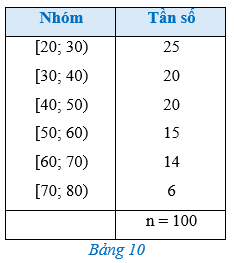 Nhóm Tần số
[20; 30) 25
[30; 40) 20
[40; 50) 20
[50; 60) 15
[60; 70) 14
[70; 80) 6
n = 100
Bảng 10